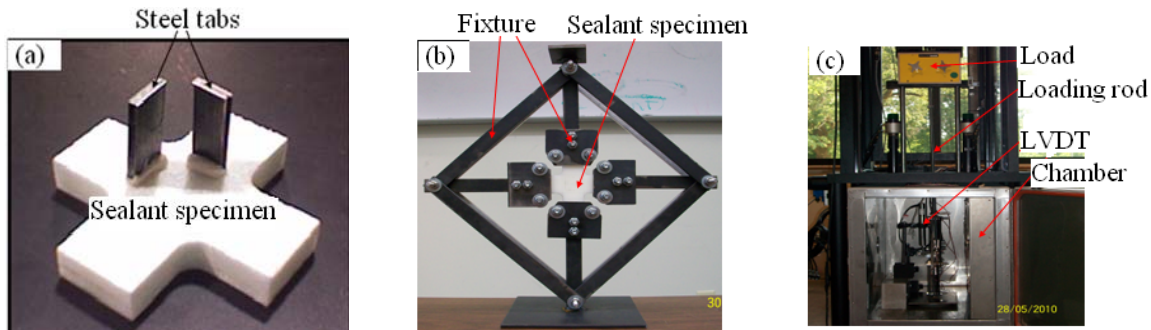 Steel tabs
(a)
Sealant specimen
Fixture
Sealant specimen
(b)
30
(c)
Load
Loading rod
LVDT
Chamber
28/05/2010